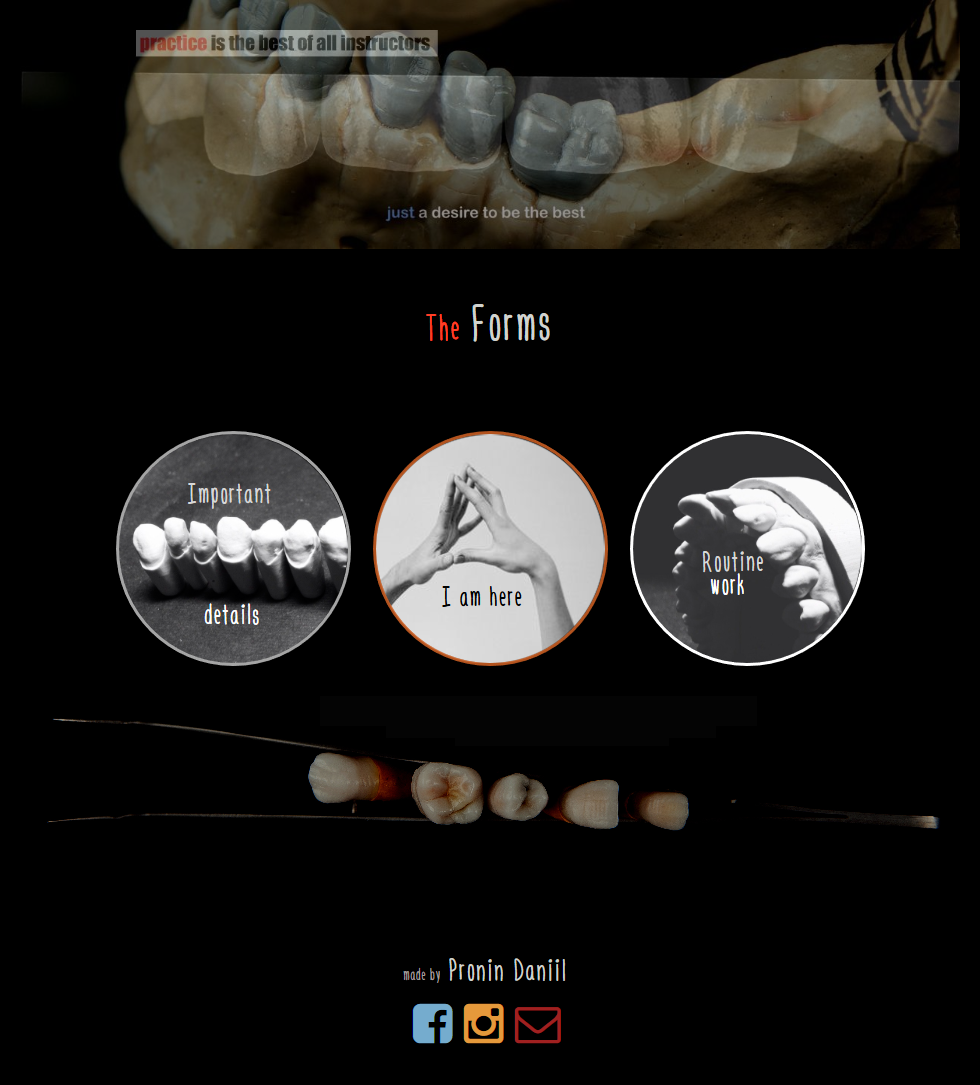 practice is the best of all instructors
just a desire to be the best
The Forms
Important
details
I am here
Routine
work
made by Pronin Daniil